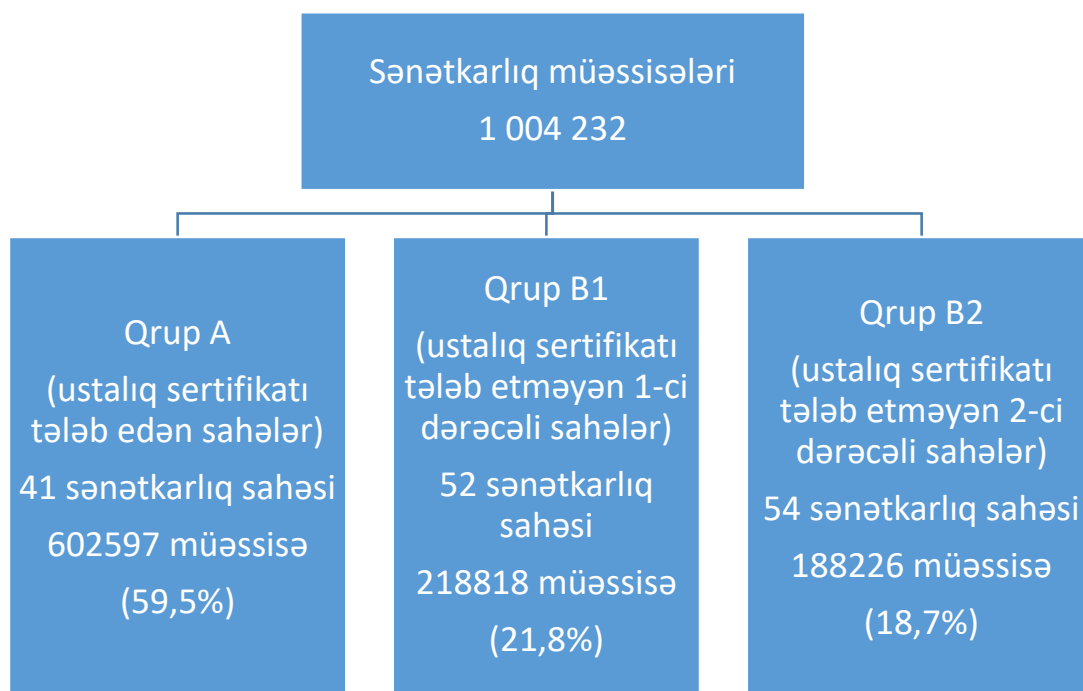 Sənətkarlıq müəssisələri
1 004 232
Qrup A
(ustalıq sertifikatı
tələb edən sahələr)
41 sənətkarlıq sahəsi
602597 müəssisə
(59,5%)
Qrup B1
(ustalıq sertifikatı
tələb etməyən 1-ci
dərəcəli sahələr)
52 sənətkarlıq
sahəsi
218818 müəssisə
(21,8%)
Qrup B2
(ustalıq sertifikatı
tələb etməyən 2-ci
dərəcəli sahələr)
54 sənətkarlıq sahəsi
188226 müəssisə
(18,7%)